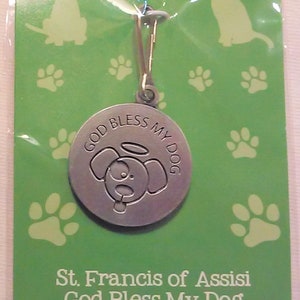 GOD BLESS MY DOG
St. Francis of Assisi
God Bless My Dog